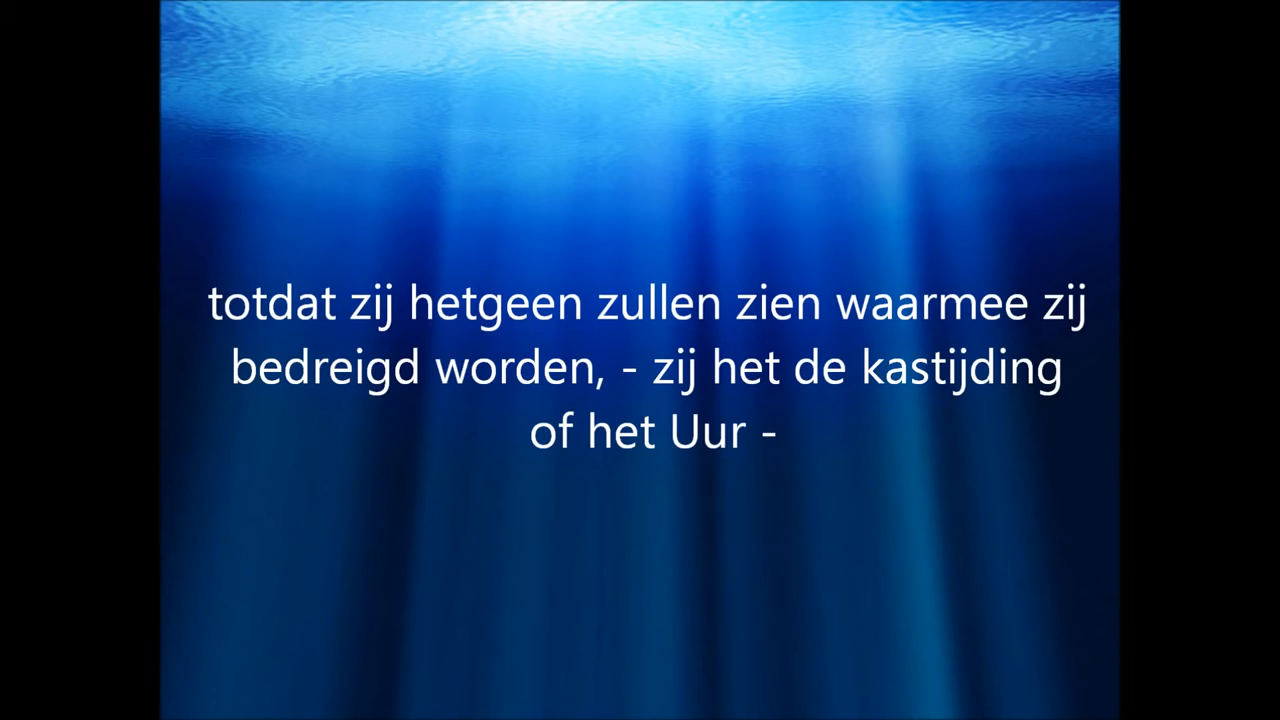 totdat zij hetgeen zullen zien waarmee zij
bedreigd worden, - zij het de kastijding
of het Uur -